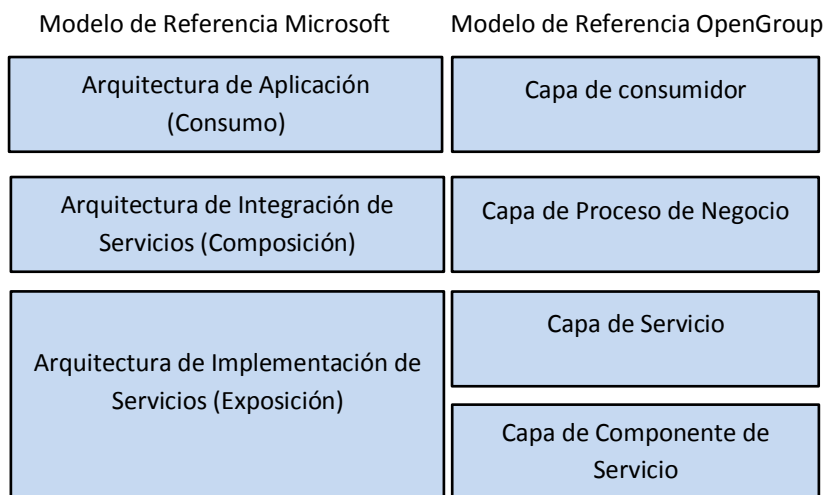 Modelo de Referencia Microsoft
Modelo de Referencia OpenGroup
Arquitectura de Aplicación
(Consumo)
Capa de consumidor
Arquitectura de Integración de
Servicios (Composición)
Capa de Proceso de Negocio
Arquitectura de Implementación de
Servicios (Exposición)
Capa de Servicio
Capa de Componente de
Servicio